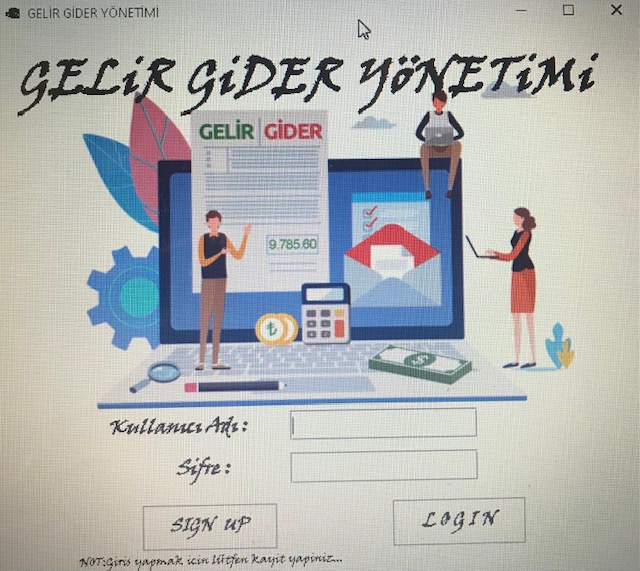 GELİR GİDER YÖNETİMİ
GELiR GiDER YÖNETiMi
GELİR GİDER
9.785.60
₺
$
Kullanıcı Adı :
Sifre :
SIGN UP
LOGIN
NOT:Giris yapmak icin lütfen kayit yapiniz...